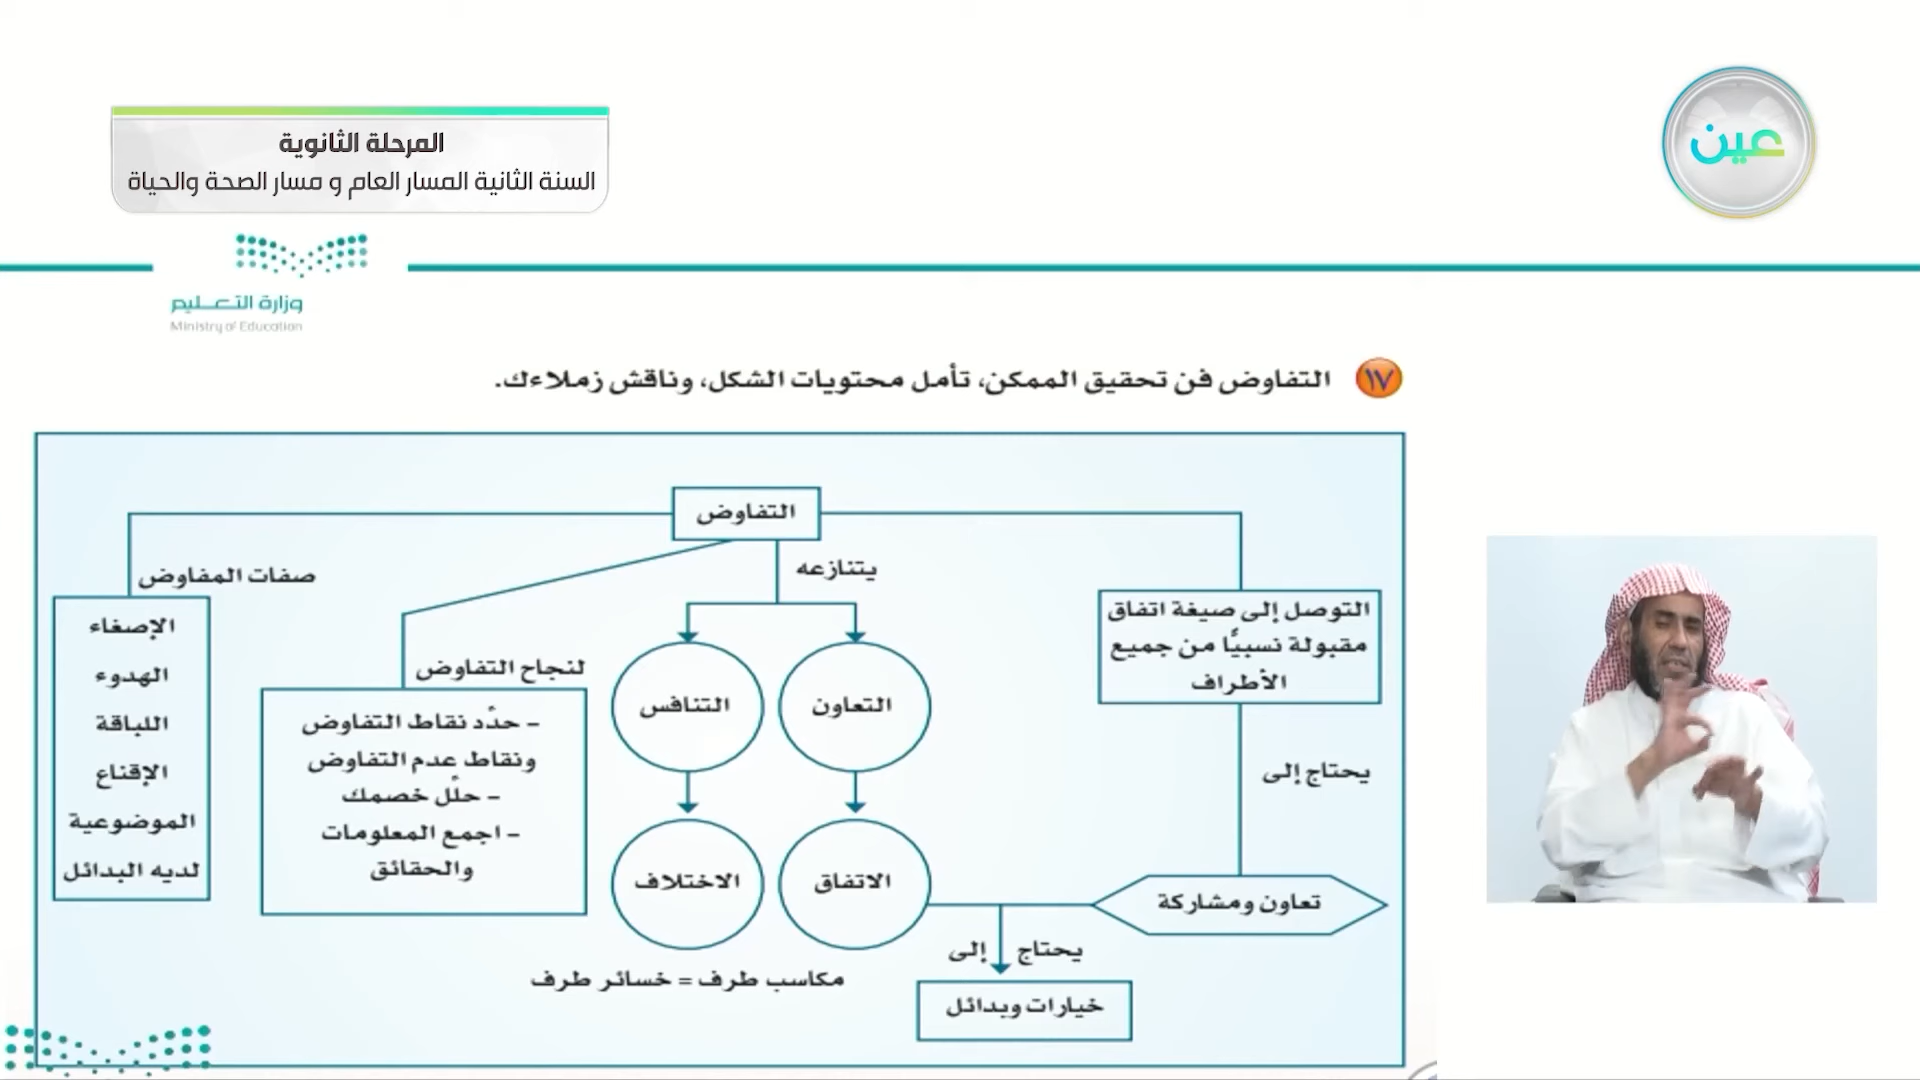 المرحلة الثانوية
السنة الثانية المسار العام و مسار الصحة والحياة
عين
وزارة التعليم
Ministry of Education
١٧ التفاوض فن تحقيق الممكن، تأمل محتويات الشكل، وناقش زملاءك.
التفاوض
التوصل إلى صيغة اتفاق
مقبولة نسبيًّا من جميع
الأطراف
يحتاج إلى
تعاون ومشاركة
يحتاج إلى
خيارات وبدائل
يتنازعه
التعاون
التنافس
الاتفاق
الاختلاف
مكاسب طرف = خسائر طرف
لنجاح التفاوض
- حدّد نقاط التفاوض
ونقاط عدم التفاوض
- حلّل خصمك
- اجمع المعلومات
والحقائق
صفات المفاوض
الإصغاء
الهدوء
اللباقة
الإقناع
الموضوعية
لديه البدائل